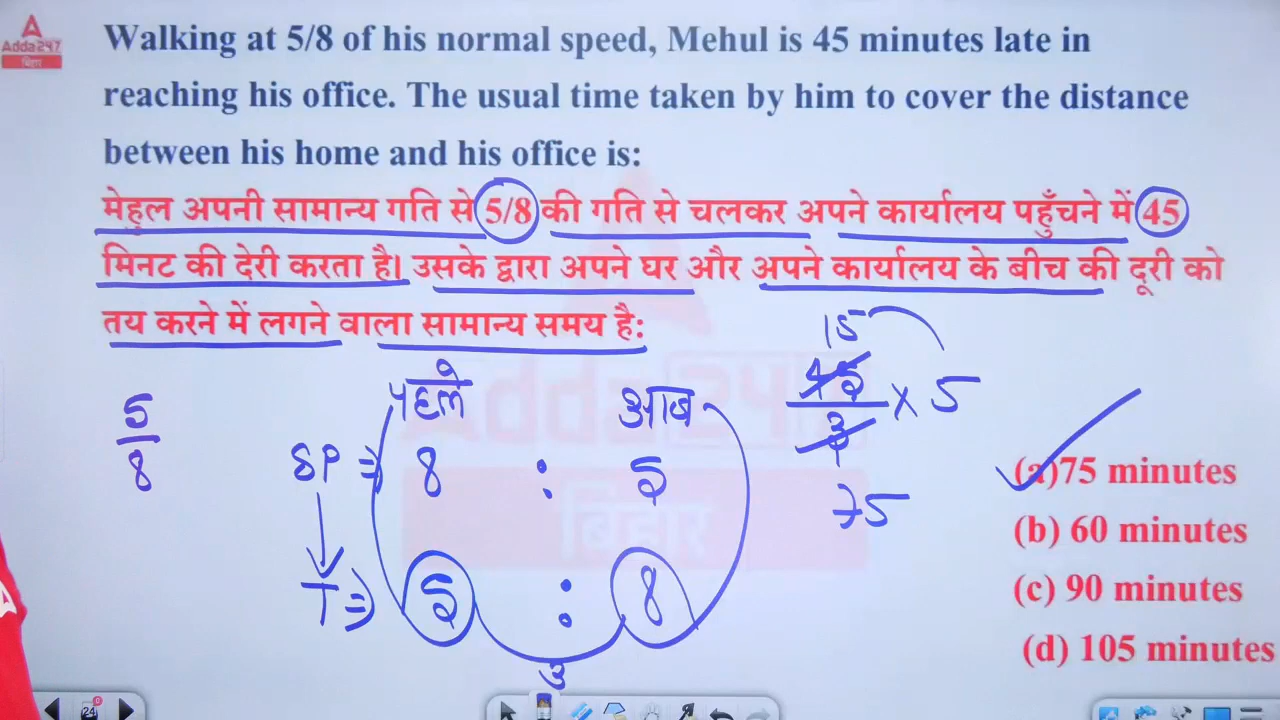 Adda247
बिहार
Walking at 5/8 of his normal speed, Mehul is 45 minutes late in
reaching his office. The usual time taken by him to cover the distance
between his home and his office is:
मेहुल अपनी सामान्य गति से 5/8 की गति से चलकर अपने कार्यालय पहुँचने में 45
मिनट की देरी करता है। उसके द्वारा अपने घर और अपने कार्यालय के बीच की दूरी को
तय करने में लगने वाला सामान्य समय है:
5
8
पहले अब
SP ⇒ 8 : 5
T ⇒ 5 : 8
3
15
45 × 5
3
1
75
(a)75 minutes
(b) 60 minutes
(c) 90 minutes
(d) 105 minutes
Adda247
बिहार
24